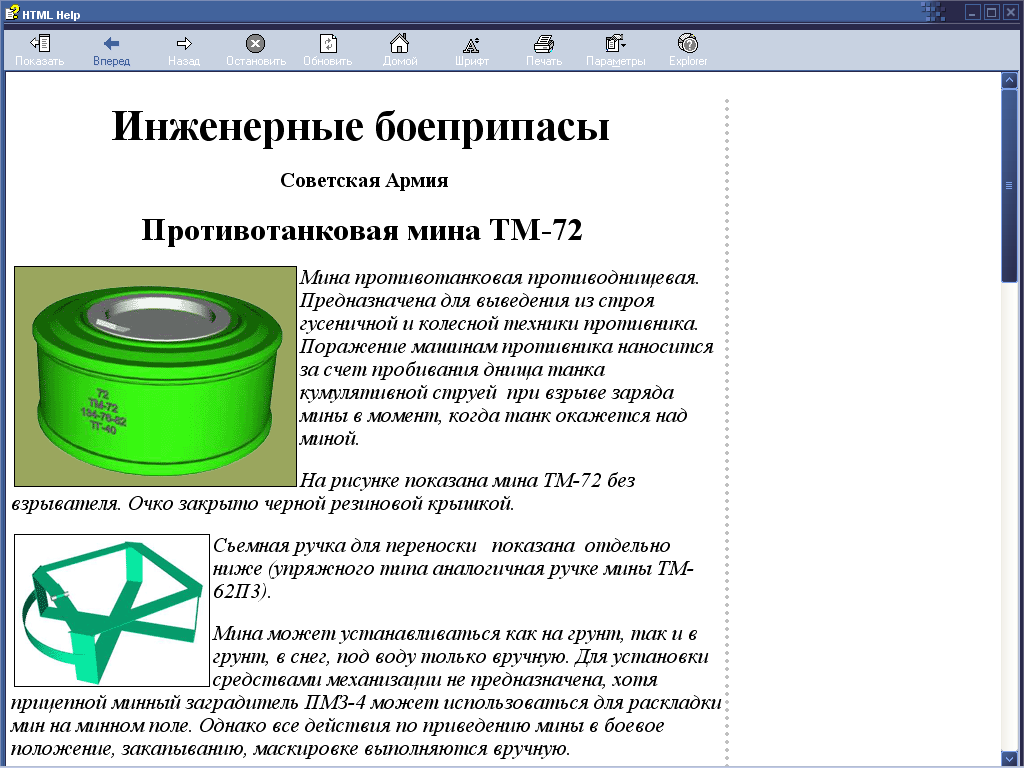 HTML Help
Показать Вперед Назад Остановить Обновить Домой Шрифт Печать Параметры Explorer
Инженерные боеприпасы
Советская Армия
Противотанковая мина ТМ-72
72
ТМ-72
134-76-82
ТГ-40
Мина противотанковая противоднищевая.
Предназначена для выведения из строя
гусеничной и колесной техники противника.
Поражение машинам противника наносится
за счет пробивания днища танка
кумулятивной струей при взрыве заряда
мины в момент, когда танк окажется над
миной.
На рисунке показана мина ТМ-72 без
взрывателя. Очко закрыто черной резиновой крышкой.
Съемная ручка для переноски показана отдельно
ниже (упряжного типа аналогичная ручке мины ТМ-
62П3).
Мина может устанавливаться как на грунт, так и в
грунт, в снег, под воду только вручную. Для установки
средствами механизации не предназначена, хотя
прицепной минный заградитель ПМЗ-4 может использоваться для раскладки
мин на минном поле. Однако все действия по приведению мины в боевое
положение, закапыванию, маскировке выполняются вручную.